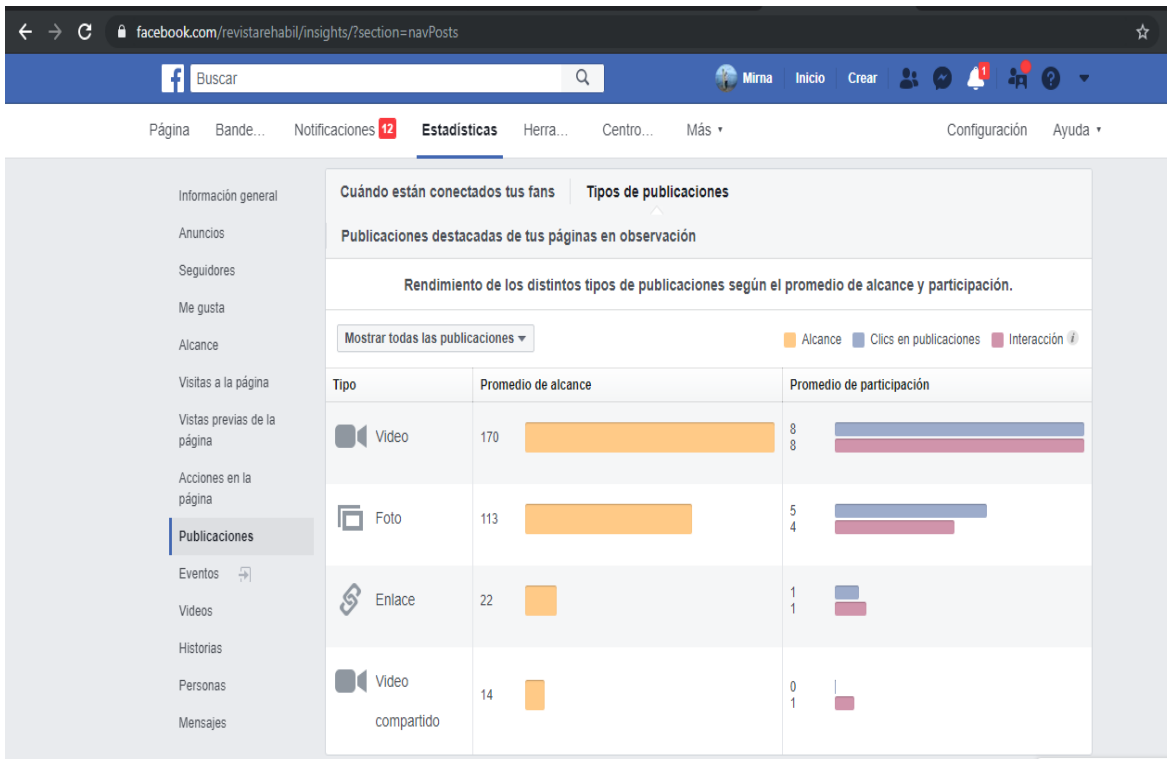 facebook.com/revistarehabil/insights/?section=navPosts
f Buscar Mirna Inicio Crear 1
Página Bande... Notificaciones 12 Estadísticas Herra... Centro... Más Configuración Ayuda
Información general
Anuncios
Seguidores
Me gusta
Alcance
Visitas a la página
Vistas previas de la
página
Acciones en la
página
Publicaciones
Eventos
Videos
Historias
Personas
Mensajes
Cuándo están conectados tus fans Tipos de publicaciones
Publicaciones destacadas de tus páginas en observación
Rendimiento de los distintos tipos de publicaciones según el promedio de alcance y participación.
Mostrar todas las publicaciones Alcance Clics en publicaciones Interacción i
Tipo Promedio de alcance Promedio de participación
Video 170 8
8
Foto 113 5
4
Enlace 22 1
1
Video
compartido 14 0
1